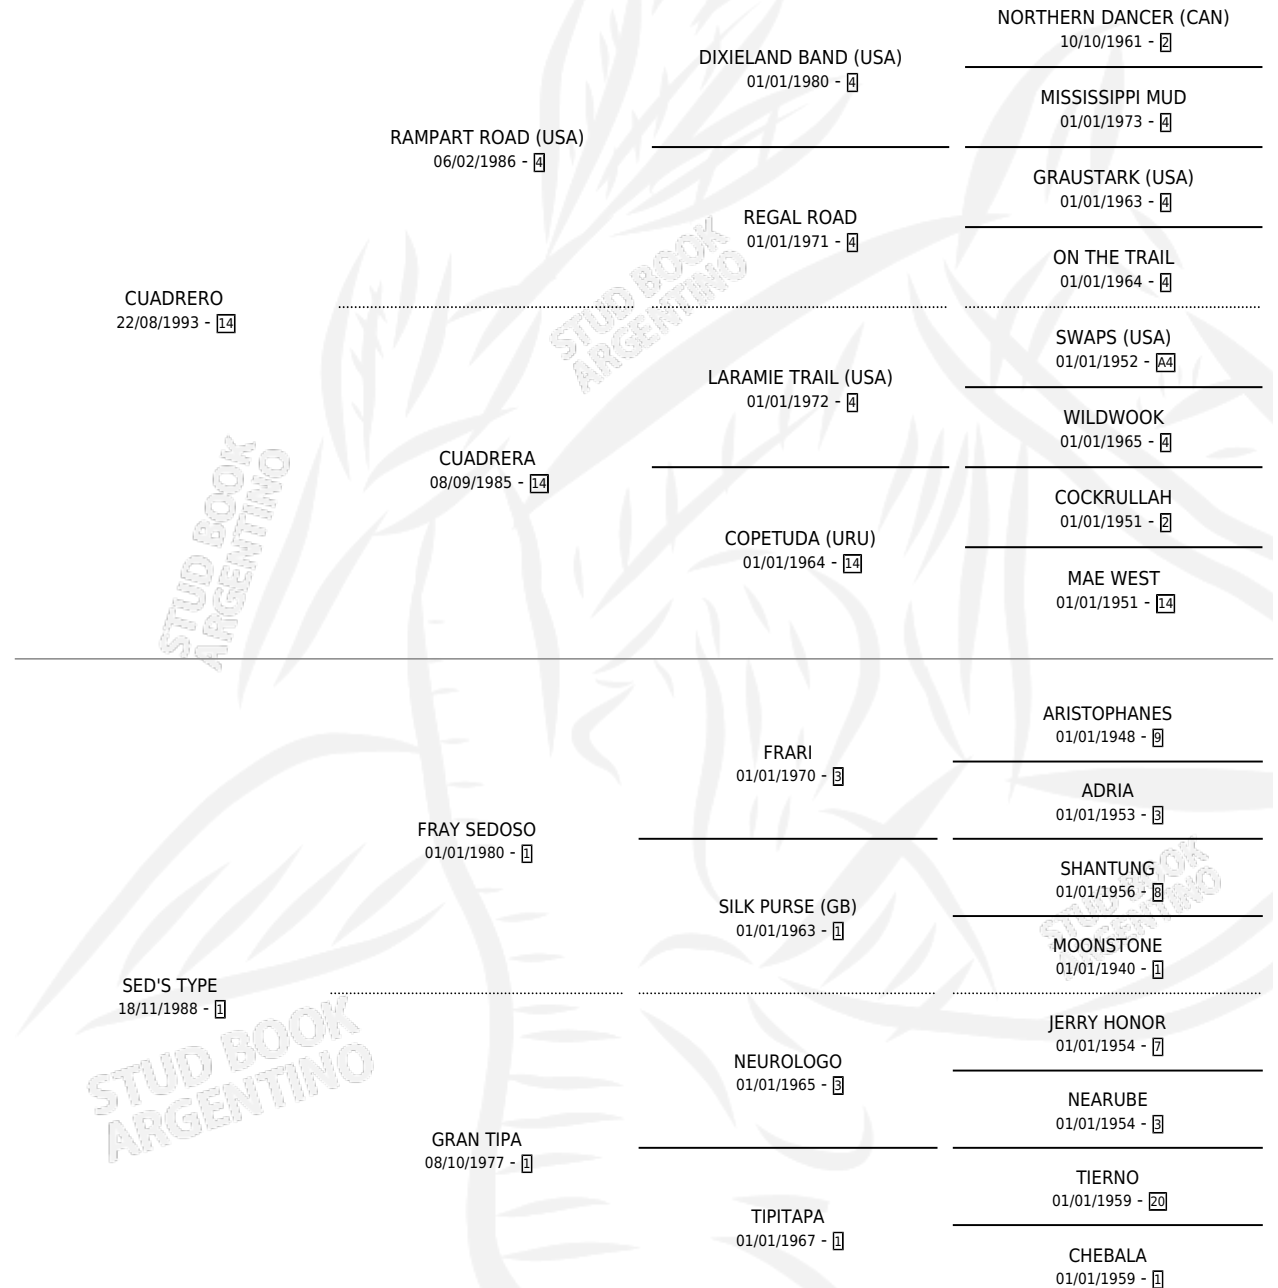 NORTHERN DANCER (CAN)
10/10/1961 - 2
DIXIELAND BAND (USA)
01/01/1980 - 4
MISSISSIPPI MUD
01/01/1973 - 4
RAMPART ROAD (USA)
06/02/1986 - 4
GRAUSTARK (USA)
01/01/1963 - 4
REGAL ROAD
01/01/1971 - 4
ON THE TRAIL
01/01/1964 - 4
CUADRERO
22/08/1993 - 14
SWAPS (USA)
01/01/1952 - A4
LARAMIE TRAIL (USA)
01/01/1972 - 4
WILDWOOK
01/01/1965 - 4
CUADRERA
08/09/1985 - 14
COCKRULLAH
01/01/1951 - 2
COPETUDA (URU)
01/01/1964 - 14
MAE WEST
01/01/1951 - 14
ARISTOPHANES
01/01/1948 - 9
FRARI
01/01/1970 - 3
ADRIA
01/01/1953 - 3
FRAY SEDOSO
01/01/1980 - 1
SHANTUNG
01/01/1956 - 8
SILK PURSE (GB)
01/01/1963 - 1
MOONSTONE
01/01/1940 - 1
SED'S TYPE
18/11/1988 - 1
JERRY HONOR
01/01/1954 - 7
NEUROLOGO
01/01/1965 - 3
NEARUBE
01/01/1954 - 3
GRAN TIPA
08/10/1977 - 1
TIERNO
01/01/1959 - 20
TIPITAPA
01/01/1967 - 1
CHEBALA
01/01/1959 - 1
STUD BOOK
ARGENTINO
STUD BOOK
ARGENTINO
STUD BOOK
ARGENTINO
STUD BOOK
ARGENTINO